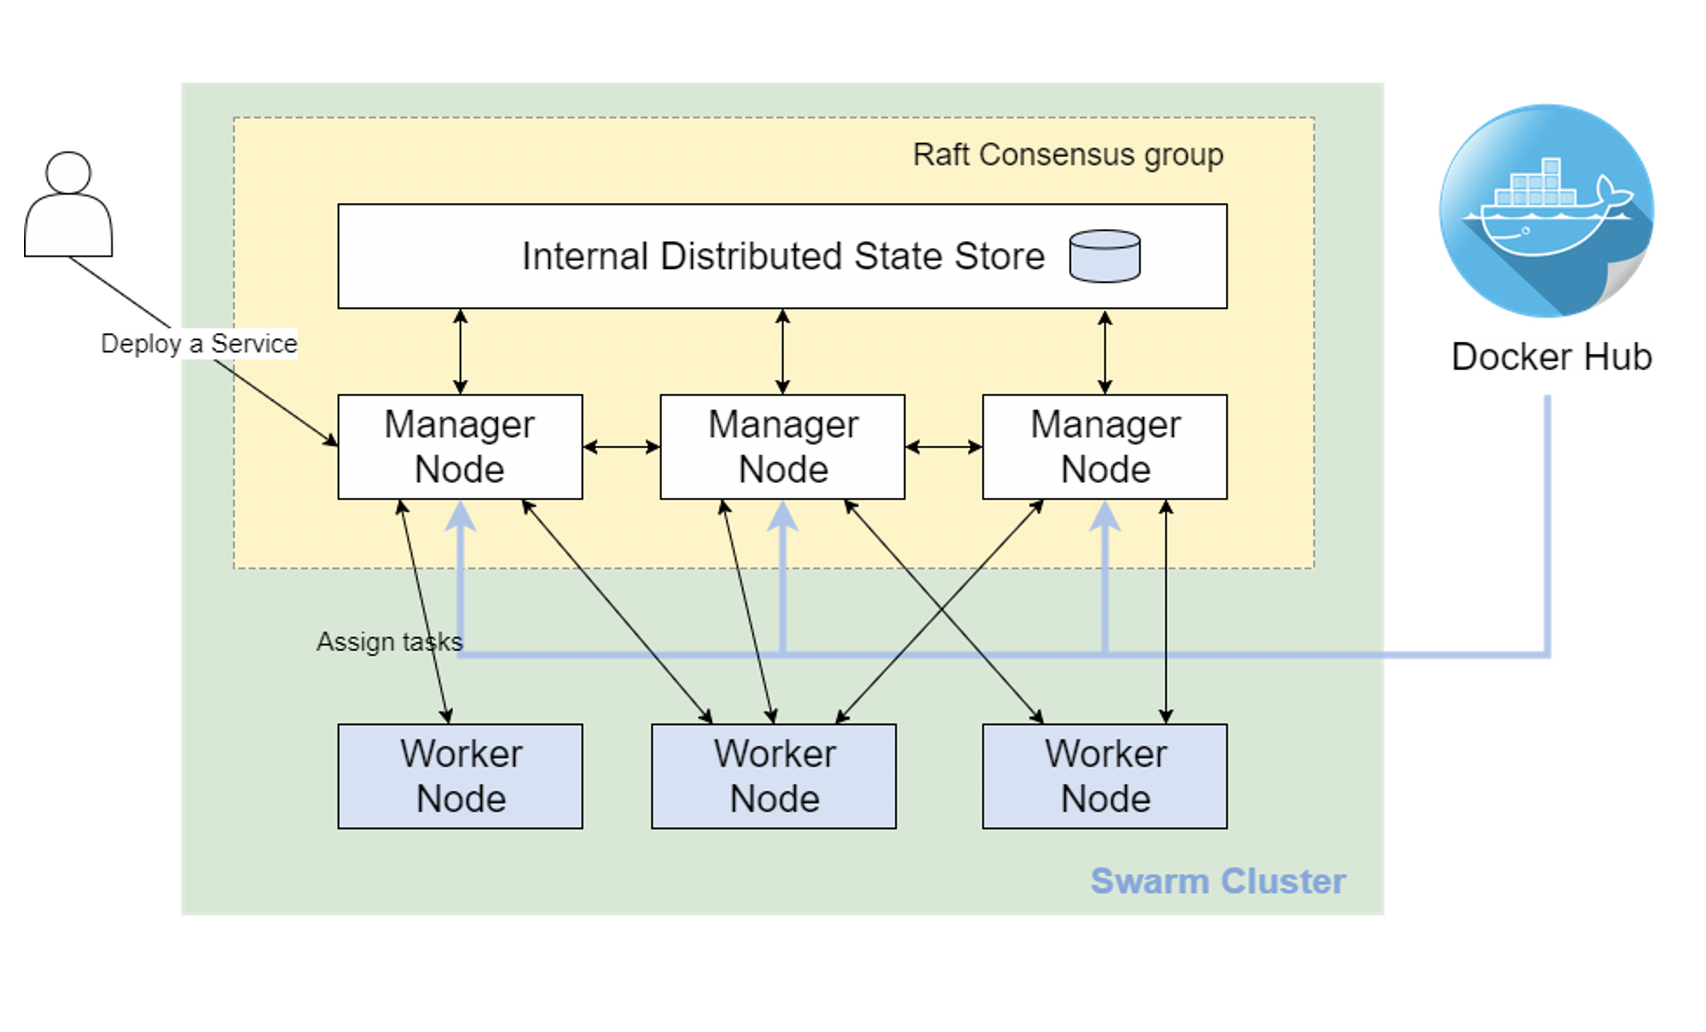 Raft Consensus group
Internal Distributed State Store
Deploy a Service
Docker Hub
Manager
Node
Manager
Node
Manager
Node
Assign tasks
Worker
Node
Worker
Node
Worker
Node
Swarm Cluster